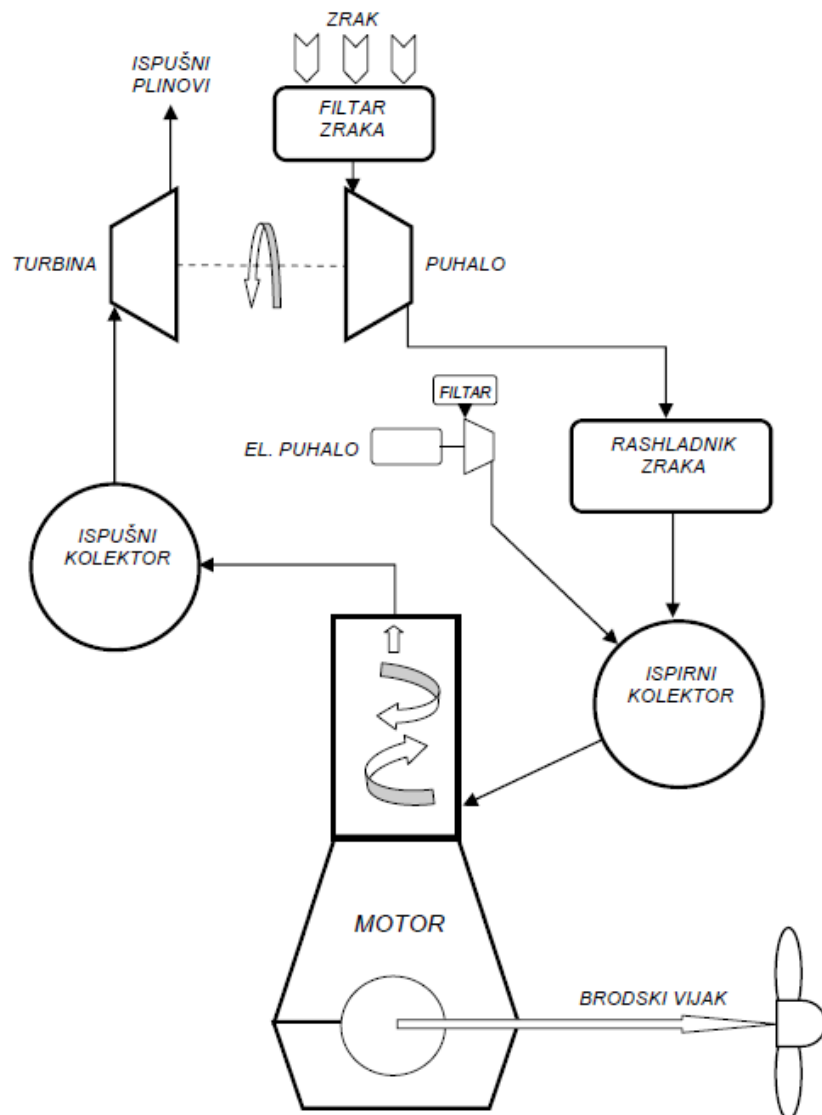 ZRAK
ISPUŠNI
PLINOVI
FILTAR
ZRAKA
TURBINA
PUHALO
FILTAR
EL. PUHALO
RASHLADNIK
ZRAKA
ISPUŠNI
KOLEKTOR
ISPIRNI
KOLEKTOR
MOTOR
BRODSKI VIJAK